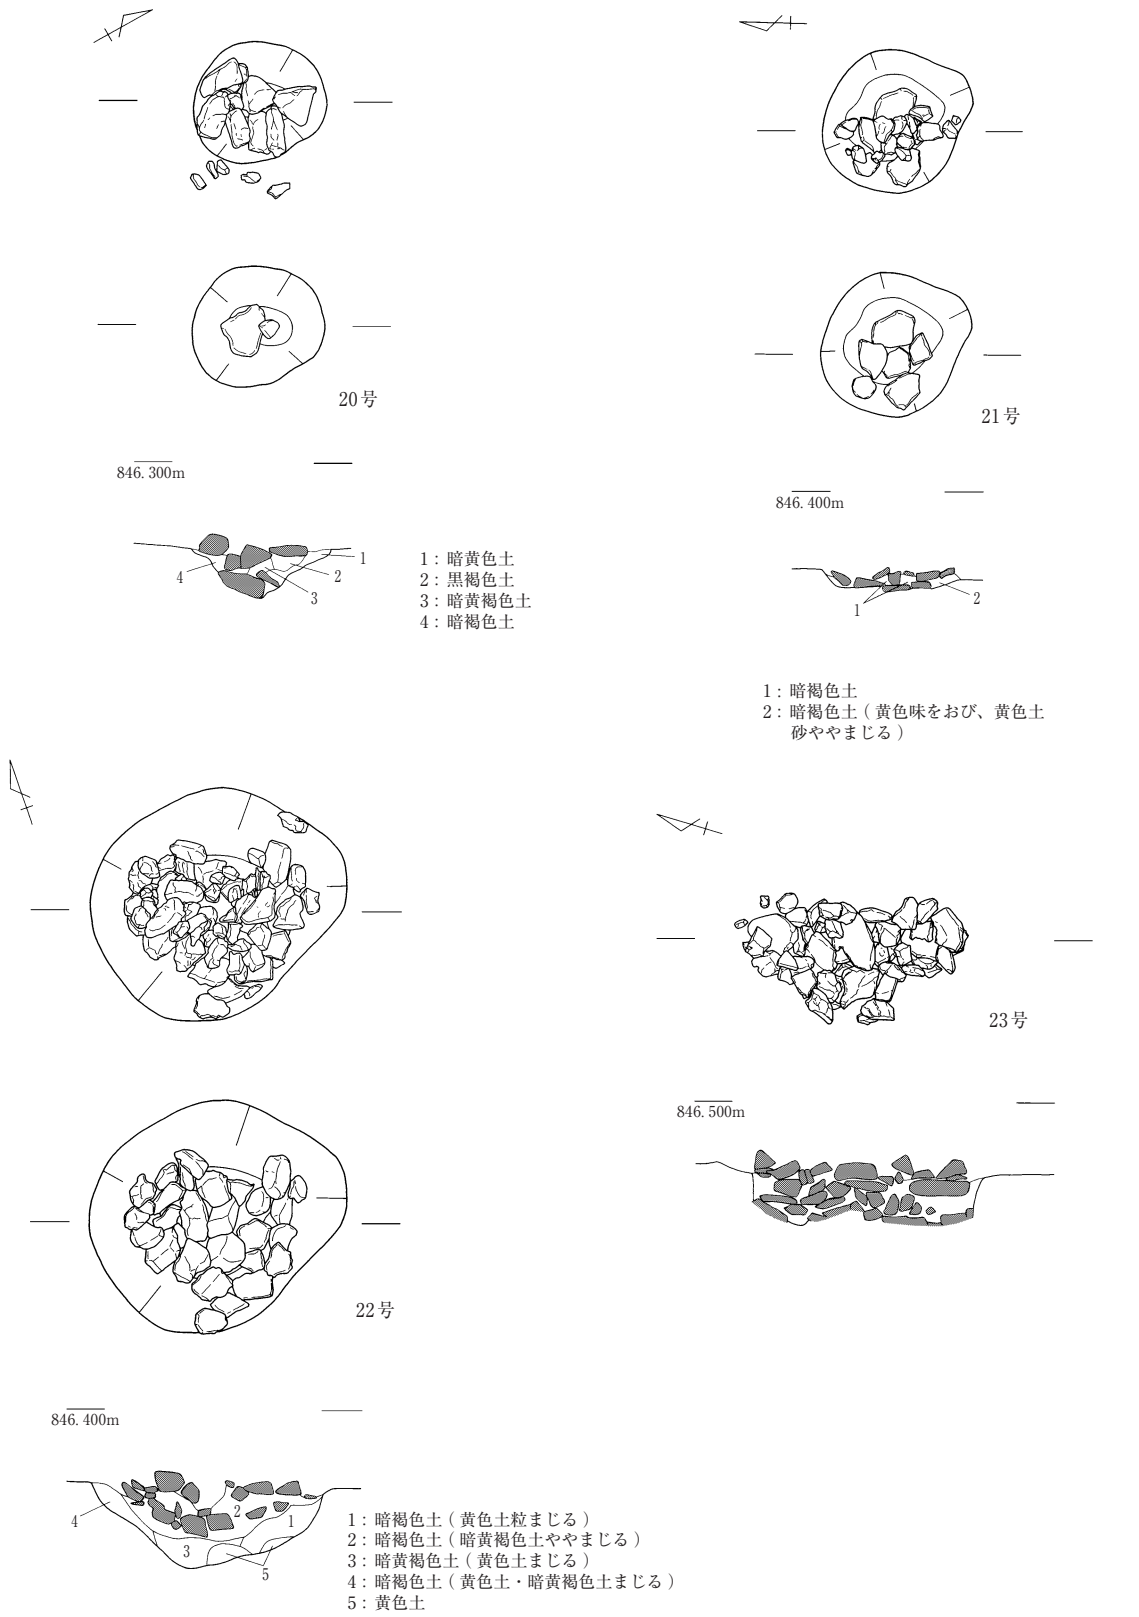 20号
846.300m
1
2
3
4
1：暗黄色土
2：黒褐色土
3：暗黄褐色土
4：暗褐色土
21号
846.400m
1
2
1：暗褐色土
2：暗褐色土（黄色味をおび、黄色土
砂ややまじる）
22号
846.400m
4
3
2
1
5
1：暗褐色土（黄色土粒まじる）
2：暗褐色土（暗黄褐色土ややまじる）
3：暗黄褐色土（黄色土まじる）
4：暗褐色土（黄色土・暗黄褐色土まじる）
5：黄色土
23号
846.500m